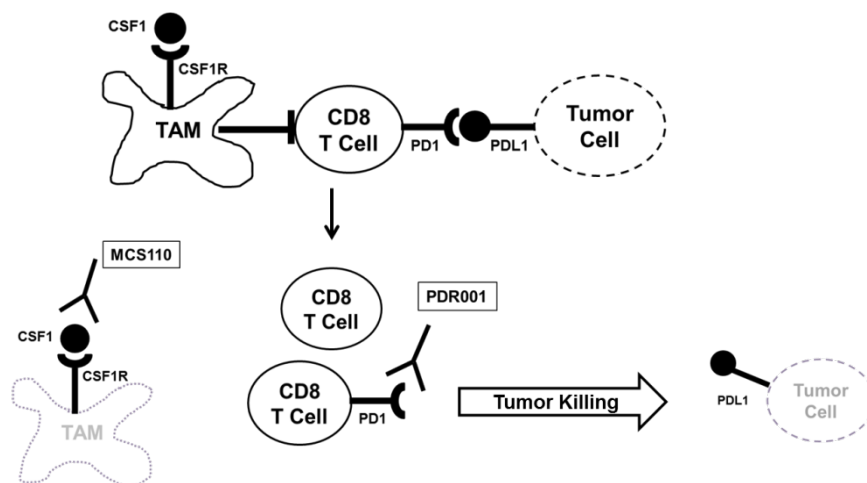 CSF1
CSF1R
TAM
CD8
T Cell
PD1
PDL1
Tumor
Cell
MCS110
CSF1
CSF1R
TAM
CD8
T Cell
PDR001
CD8
T Cell
PD1
Tumor Killing
PDL1
Tumor
Cell